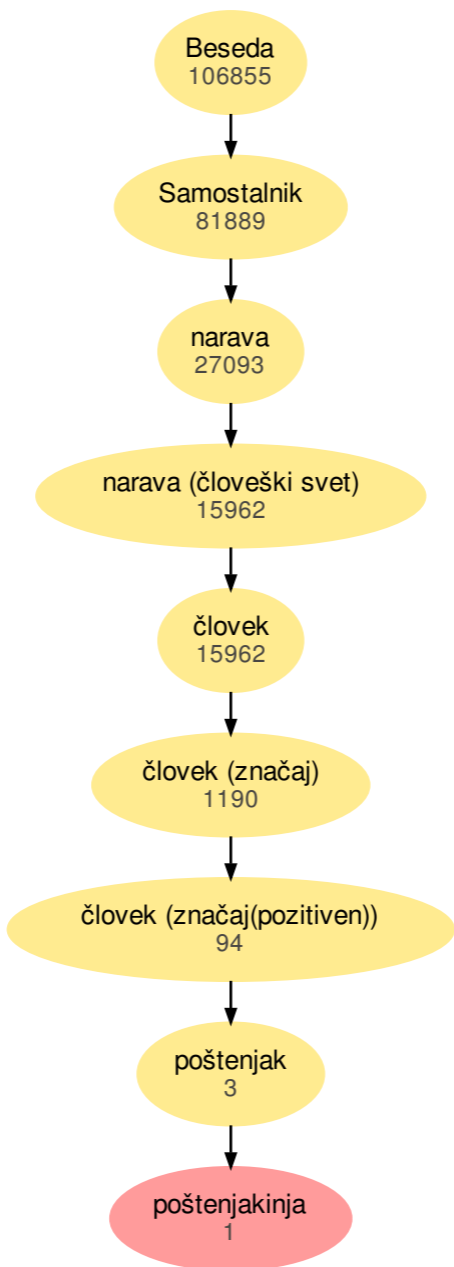 Beseda
106855
Samostalnik
81889
narava
27093
narava (človeški svet)
15962
človek
15962
človek (značaj)
1190
človek (značaj(pozitiven))
94
poštenjak
3
poštenjakinja
1